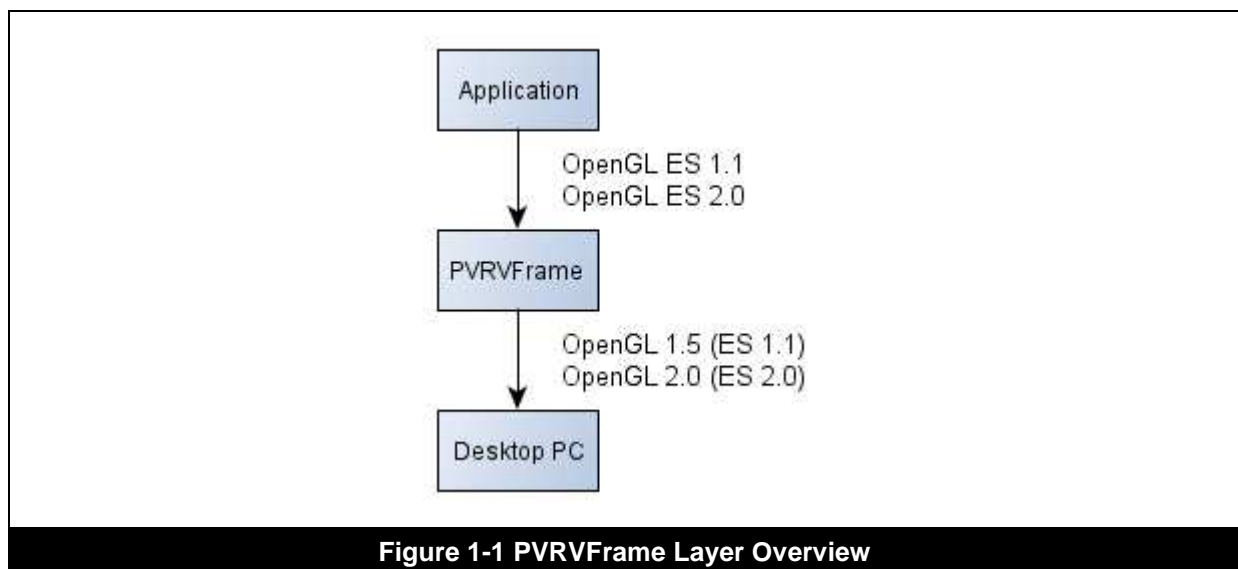 Application
OpenGL ES 1.1
OpenGL ES 2.0
PVRVFrame
OpenGL 1.5 (ES 1.1)
OpenGL 2.0 (ES 2.0)
Desktop PC
Figure 1-1 PVRVFrame Layer Overview